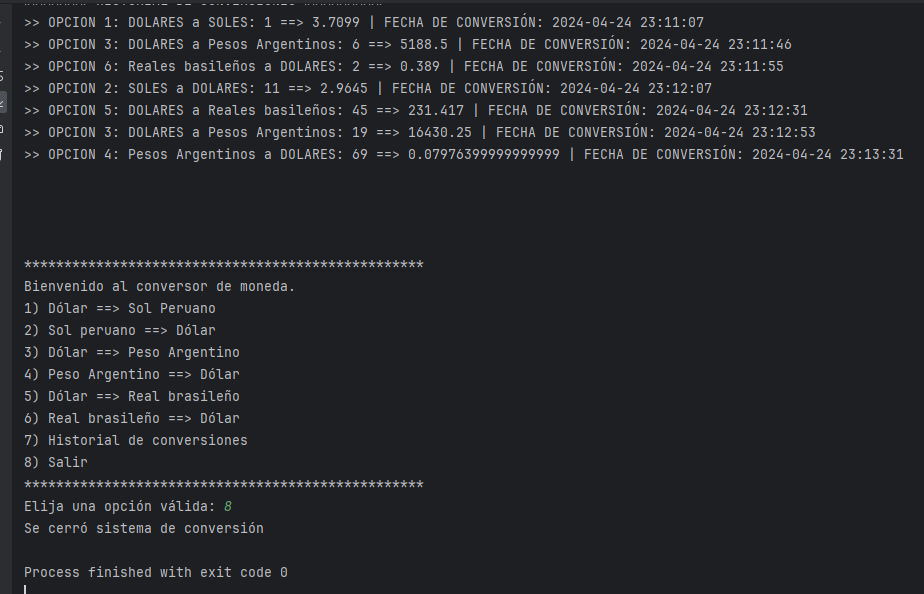 >> OPCION 1: DOLARES a SOLES: 1 ==> 3.7099 | FECHA DE CONVERSIÓN: 2024-04-24 23:11:07
>> OPCION 3: DOLARES a Pesos Argentinos: 6 ==> 5188.5 | FECHA DE CONVERSIÓN: 2024-04-24 23:11:46
>> OPCION 6: Reales basileños a DOLARES: 2 ==> 0.389 | FECHA DE CONVERSIÓN: 2024-04-24 23:11:55
>> OPCION 2: SOLES a DOLARES: 11 ==> 2.9645 | FECHA DE CONVERSIÓN: 2024-04-24 23:12:07
>> OPCION 5: DOLARES a Reales basileños: 45 ==> 231.417 | FECHA DE CONVERSIÓN: 2024-04-24 23:12:31
>> OPCION 3: DOLARES a Pesos Argentinos: 19 ==> 16430.25 | FECHA DE CONVERSIÓN: 2024-04-24 23:12:53
>> OPCION 4: Pesos Argentinos a DOLARES: 69 ==> 0.07976399999999999 | FECHA DE CONVERSIÓN: 2024-04-24 23:13:31
**************************************************
Bienvenido al conversor de moneda.
1) Dólar ==> Sol Peruano
2) Sol peruano ==> Dólar
3) Dólar ==> Peso Argentino
4) Peso Argentino ==> Dólar
5) Dólar ==> Real brasileño
6) Real brasileño ==> Dólar
7) Historial de conversiones
8) Salir
**************************************************
Elija una opción válida: 8
Se cerró sistema de conversión
Process finished with exit code 0